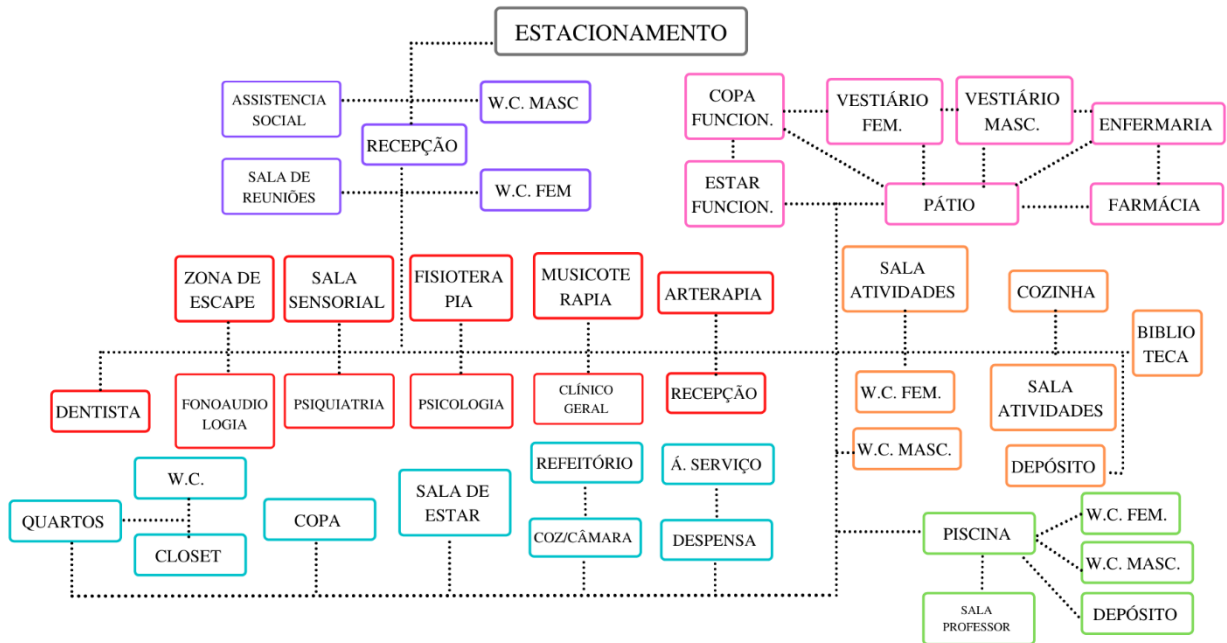 ESTACIONAMENTO
ASSISTENCIA
SOCIAL
W.C. MASC
RECEPÇÃO
SALA DE
REUNIÕES
W.C. FEM
COPA
FUNCION.
VESTIÁRIO
FEM.
VESTIÁRIO
MASC.
ENFERMARIA
ESTAR
FUNCION.
PÁTIO
FARMÁCIA
ZONA DE
ESCAPE
SALA
SENSORIAL
FISIOTERA
PIA
MUSICOTE
RAPIA
ARTERAPIA
SALA
ATIVIDADES
COZINHA
BIBLIO
TECA
DENTISTA
FONOAUDIO
LOGIA
PSIQUIATRIA
PSICOLOGIA
CLÍNICO
GERAL
RECEPÇÃO
W.C. FEM.
SALA
ATIVIDADES
W.C. MASC.
DEPÓSITO
W.C.
QUARTOS
CLOSET
COPA
SALA DE
ESTAR
REFEITÓRIO
Á. SERVIÇO
COZ/CÂMARA
DESPENSA
PISCINA
W.C. FEM.
W.C. MASC.
SALA
PROFESSOR
DEPÓSITO